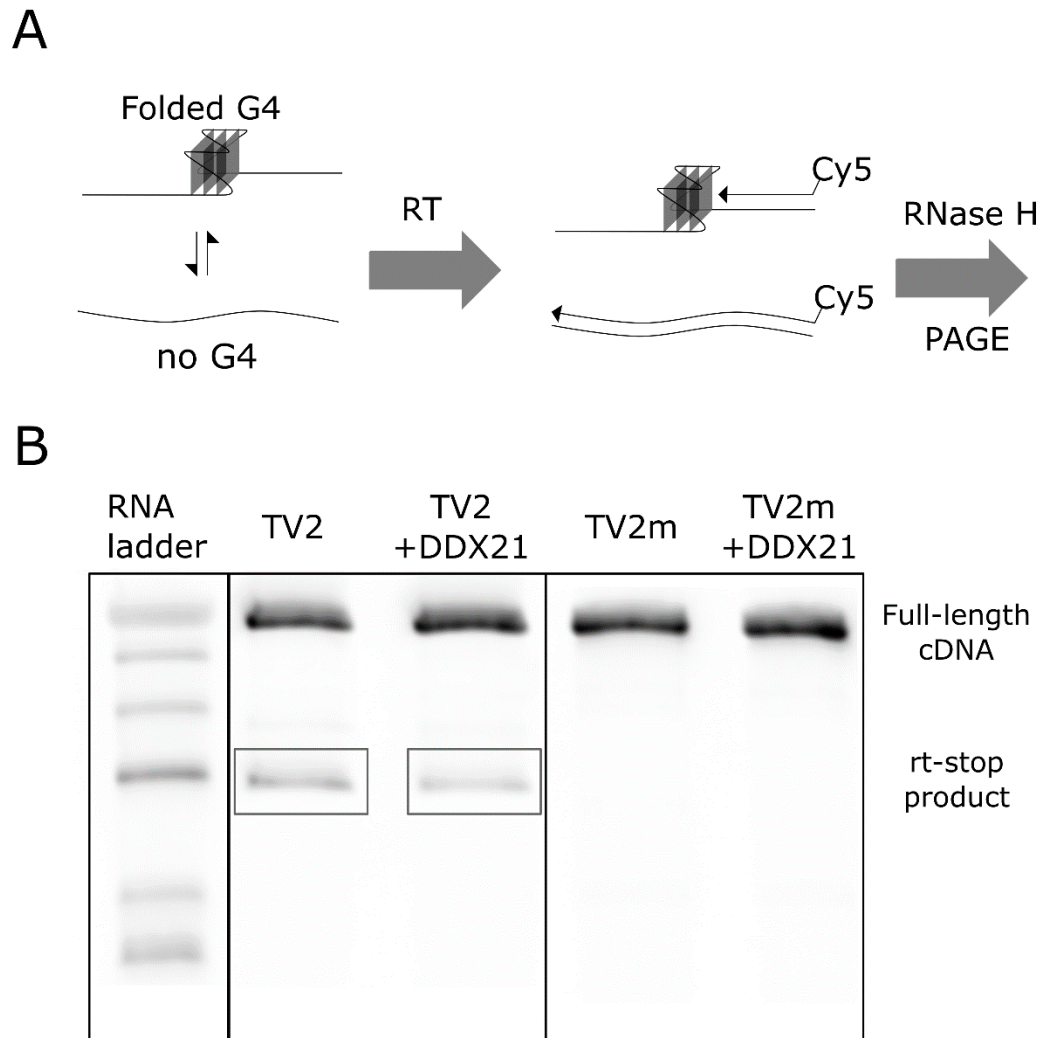 A
Folded G4
no G4
RT
Cy5
Cy5
RNase H
PAGE
B
RNA
ladder
TV2
TV2
+DDX21
TV2m
TV2m
+DDX21
Full-length
cDNA
rt-stop
product